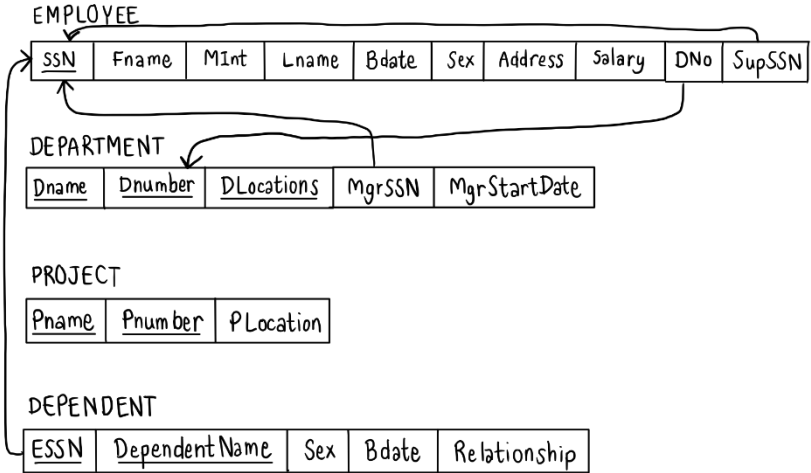 EMPLOYEE
SSN Fname MInt Lname Bdate Sex Address Salary DNo SupSSN
DEPARTMENT
Dname Dnumber DLocations MgrSSN MgrStartDate
PROJECT
Pname Pnumber PLocation
DEPENDENT
ESSN DependentName Sex Bdate Relationship